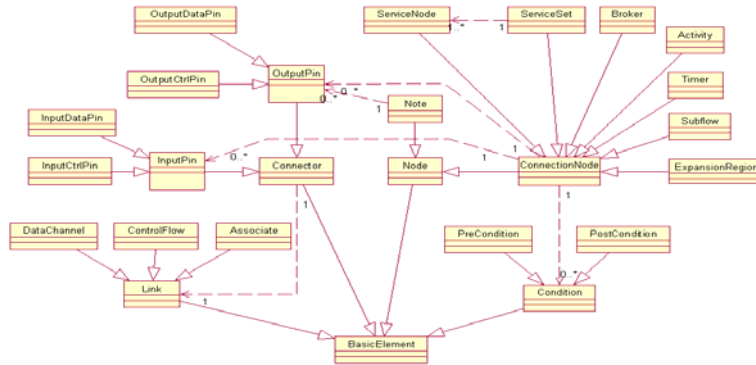 OutputDataPin
ServiceNode
ServiceSet
Broker
1..*
1
Activity
OutputCtrlPin
OutputPin
Timer
0..*
0..*
1
Note
InputDataPin
1
Subflow
InputCtrlPin
InputPin
0..*
Connector
Node
1
ConnectionNode
ExpansionRegion
1
1
DataChannel
ControlFlow
Associate
PreCondition
PostCondition
0..*
Link
1
Condition
BasicElement